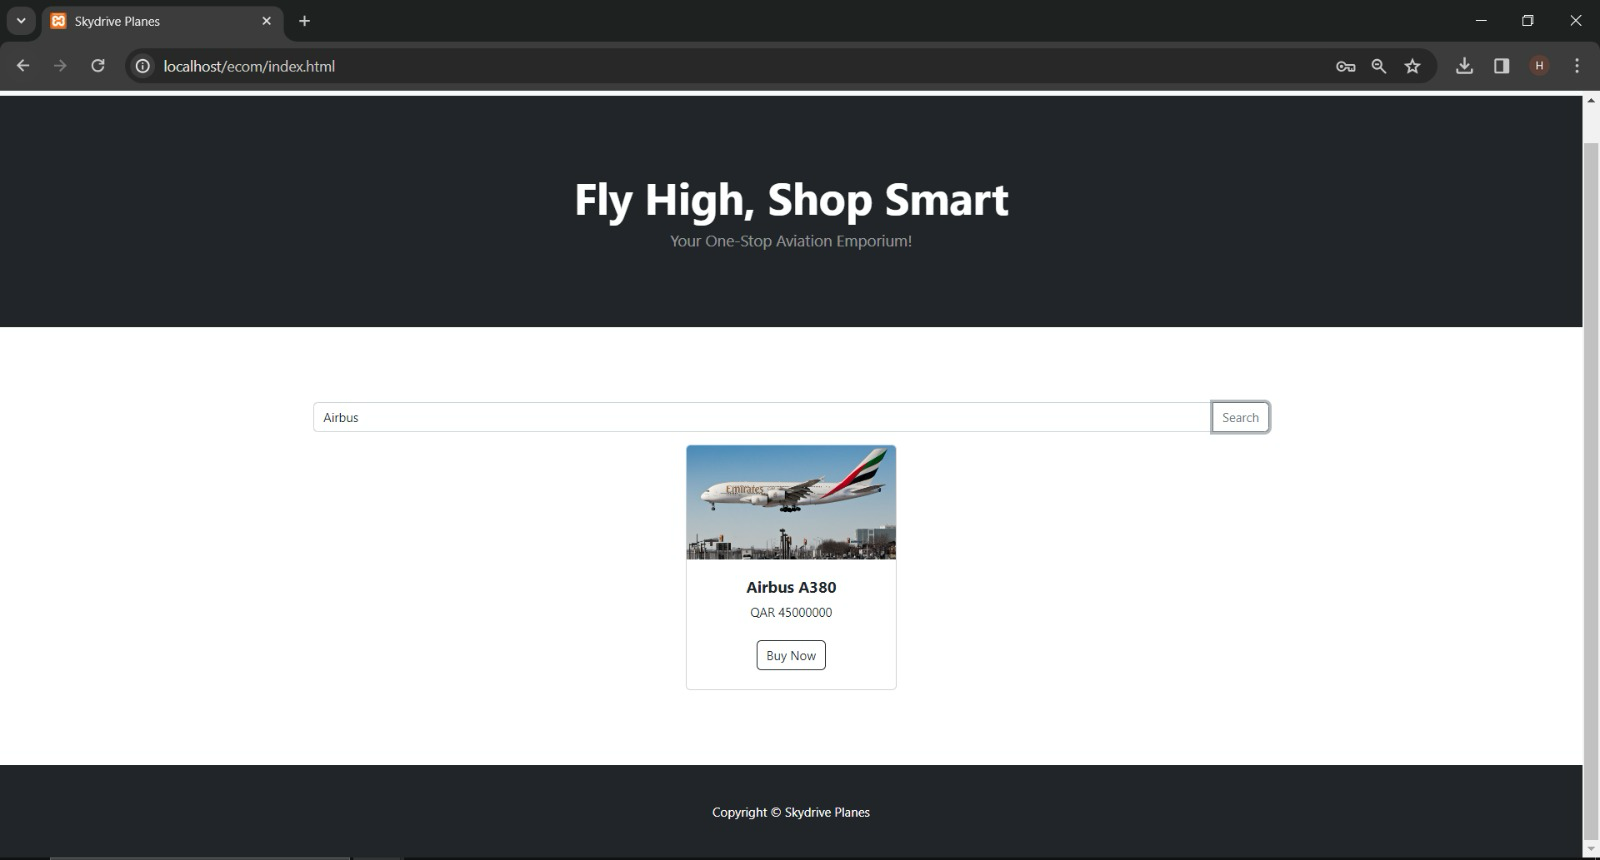 Skydrive Planes
localhost/ecom/index.html
H
Fly High, Shop Smart
Your One-Stop Aviation Emporium!
Airbus
Search
Emirates
Airbus A380
QAR 45000000
Buy Now
Copyright © Skydrive Planes